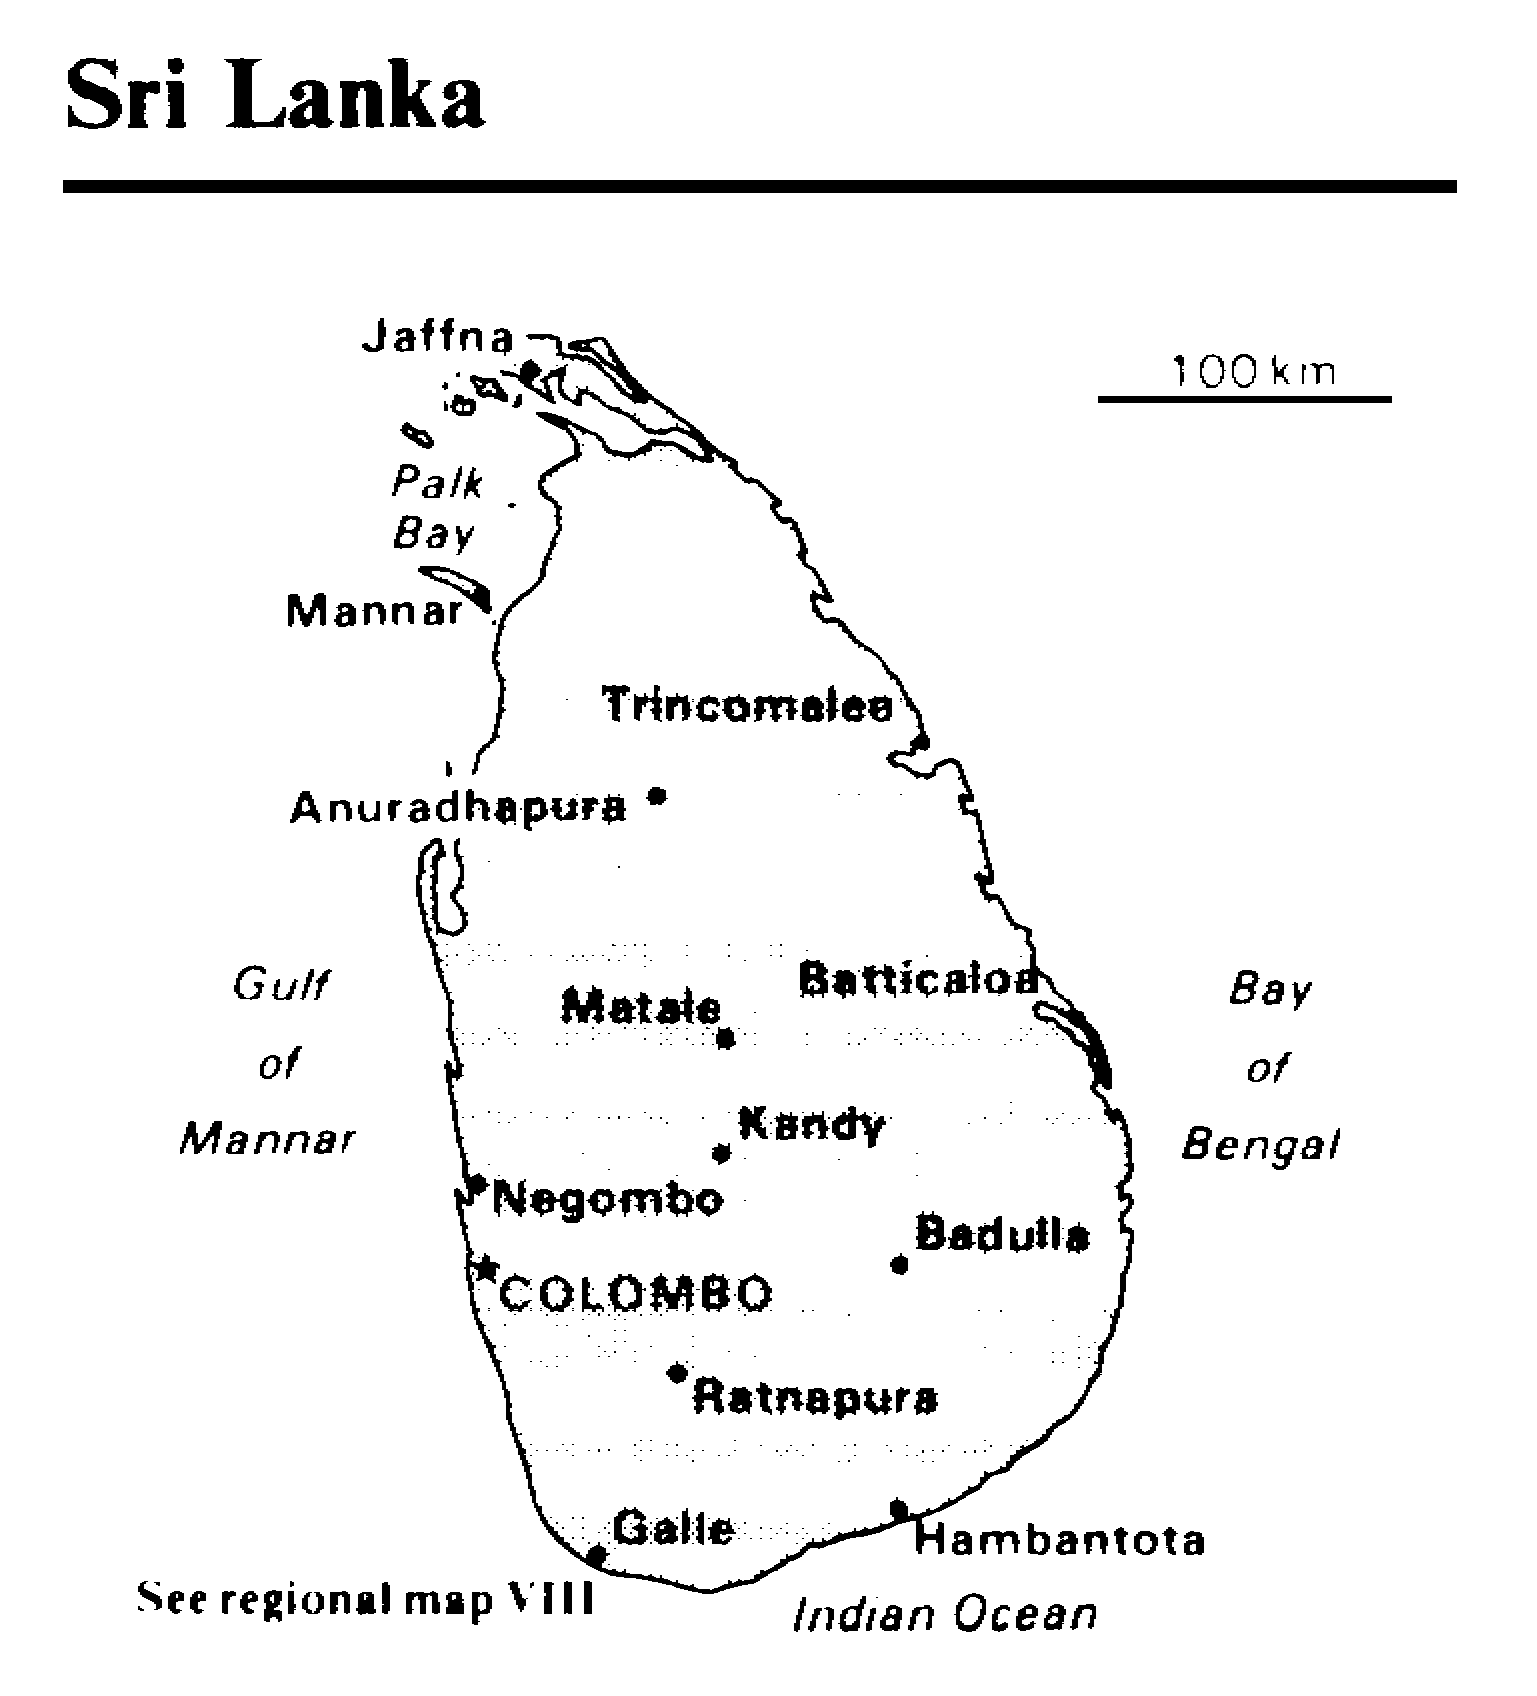 Sri Lanka
Jaffna
100 km
Palk
Bay
Mannar
Trincomalee
Anuradhapura
Gulf
of
Mannar
Batticaloa
Matale
Bay
of
Bengal
Kandy
Negombo
Badulla
COLOMBO
Ratnapura
Galle
Hambantota
See regional map VIII
Indian Ocean